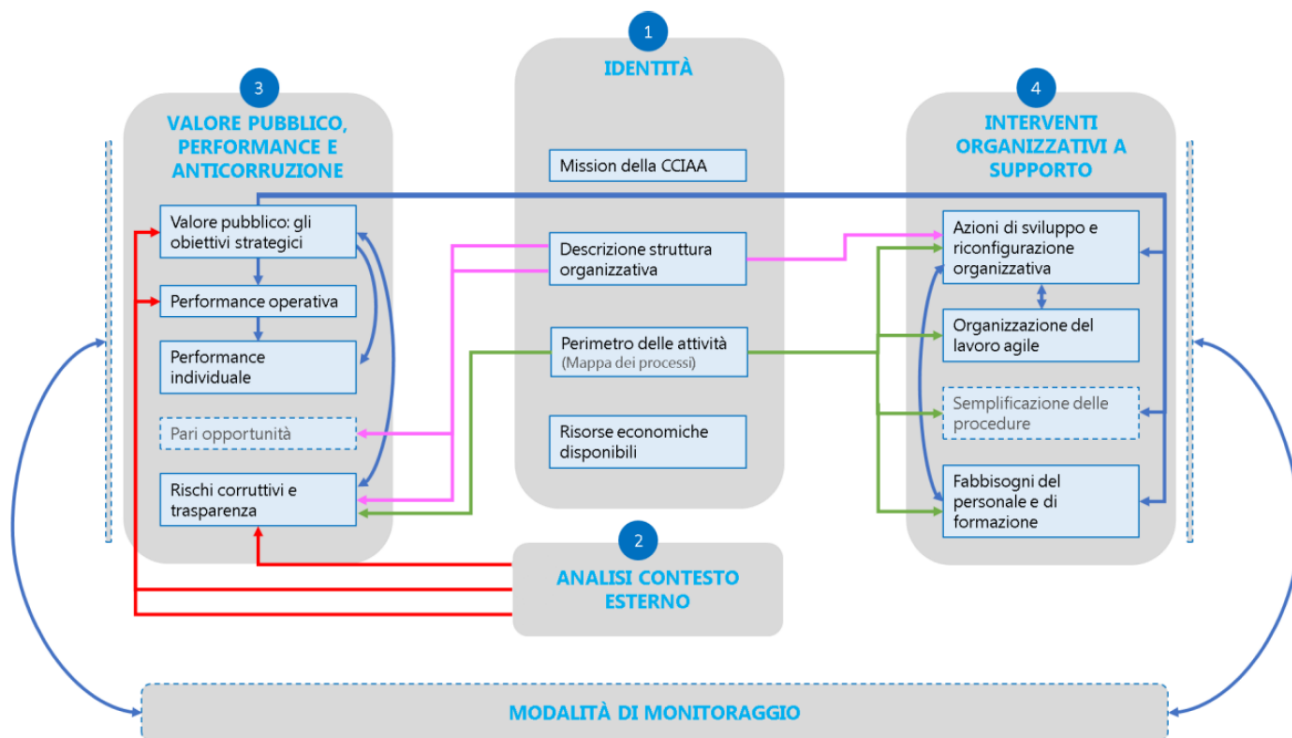 1
IDENTITÀ
Mission della CCIAA
Descrizione struttura
organizzativa
Perimetro delle attività
(Mappa dei processi)
Risorse economiche
disponibili
2
ANALISI CONTESTO
ESTERNO
3
VALORE PUBBLICO,
PERFORMANCE E
ANTICORRUZIONE
Valore pubblico: gli
obiettivi strategici
Performance operativa
Performance
individuale
Pari opportunità
Rischi corruttivi e
trasparenza
4
INTERVENTI
ORGANIZZATIVI A
SUPPORTO
Azioni di sviluppo e
riconfigurazione
organizzativa
Organizzazione del
lavoro agile
Semplificazione delle
procedure
Fabbisogni del
personale e di
formazione
MODALITÀ DI MONITORAGGIO